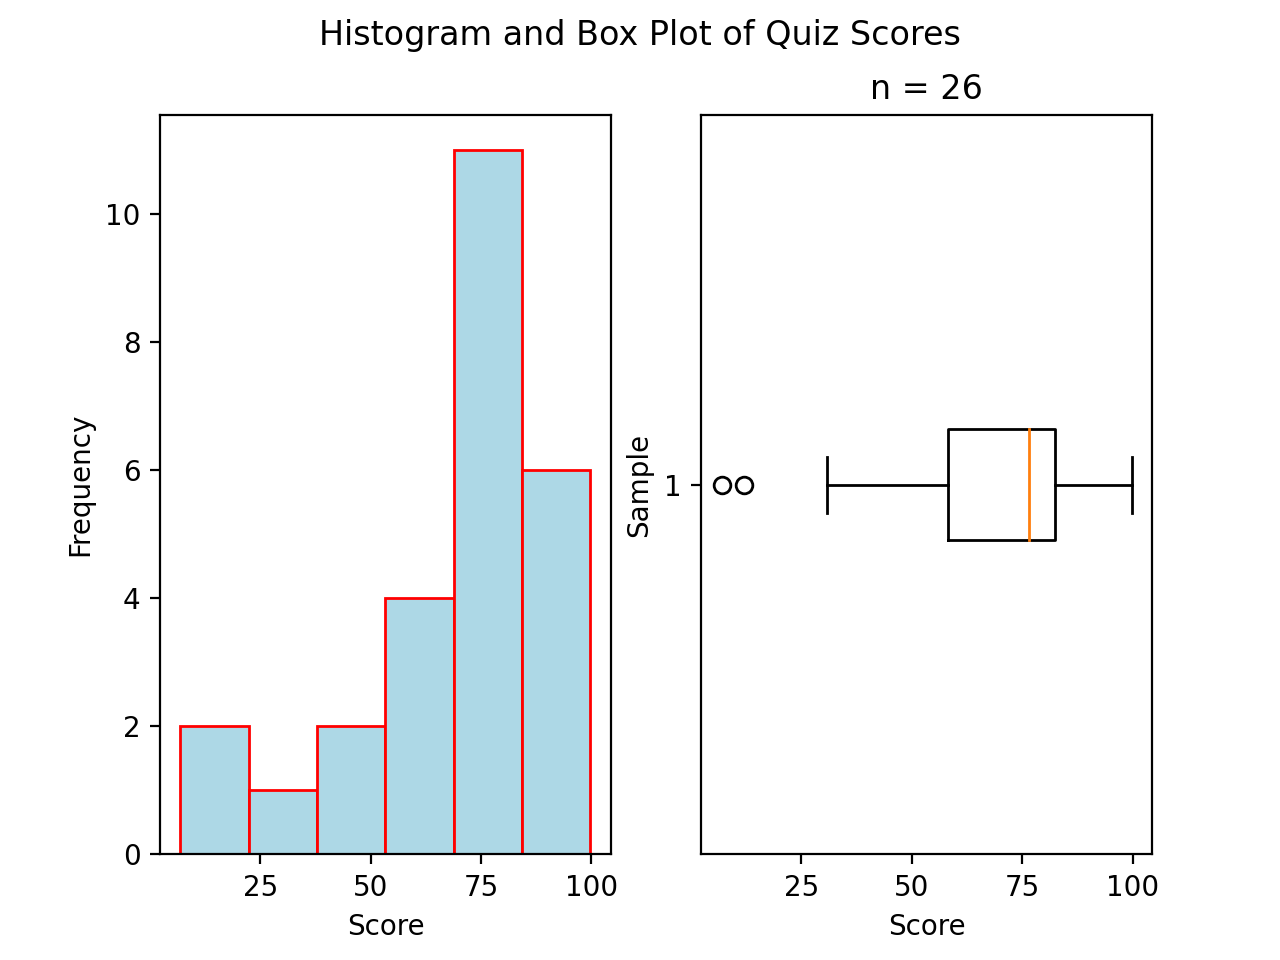 Histogram and Box Plot of Quiz Scores
Frequency
10
8
6
4
2
0
25 50 75 100
Score
n = 26
Sample
1
25 50 75 100
Score